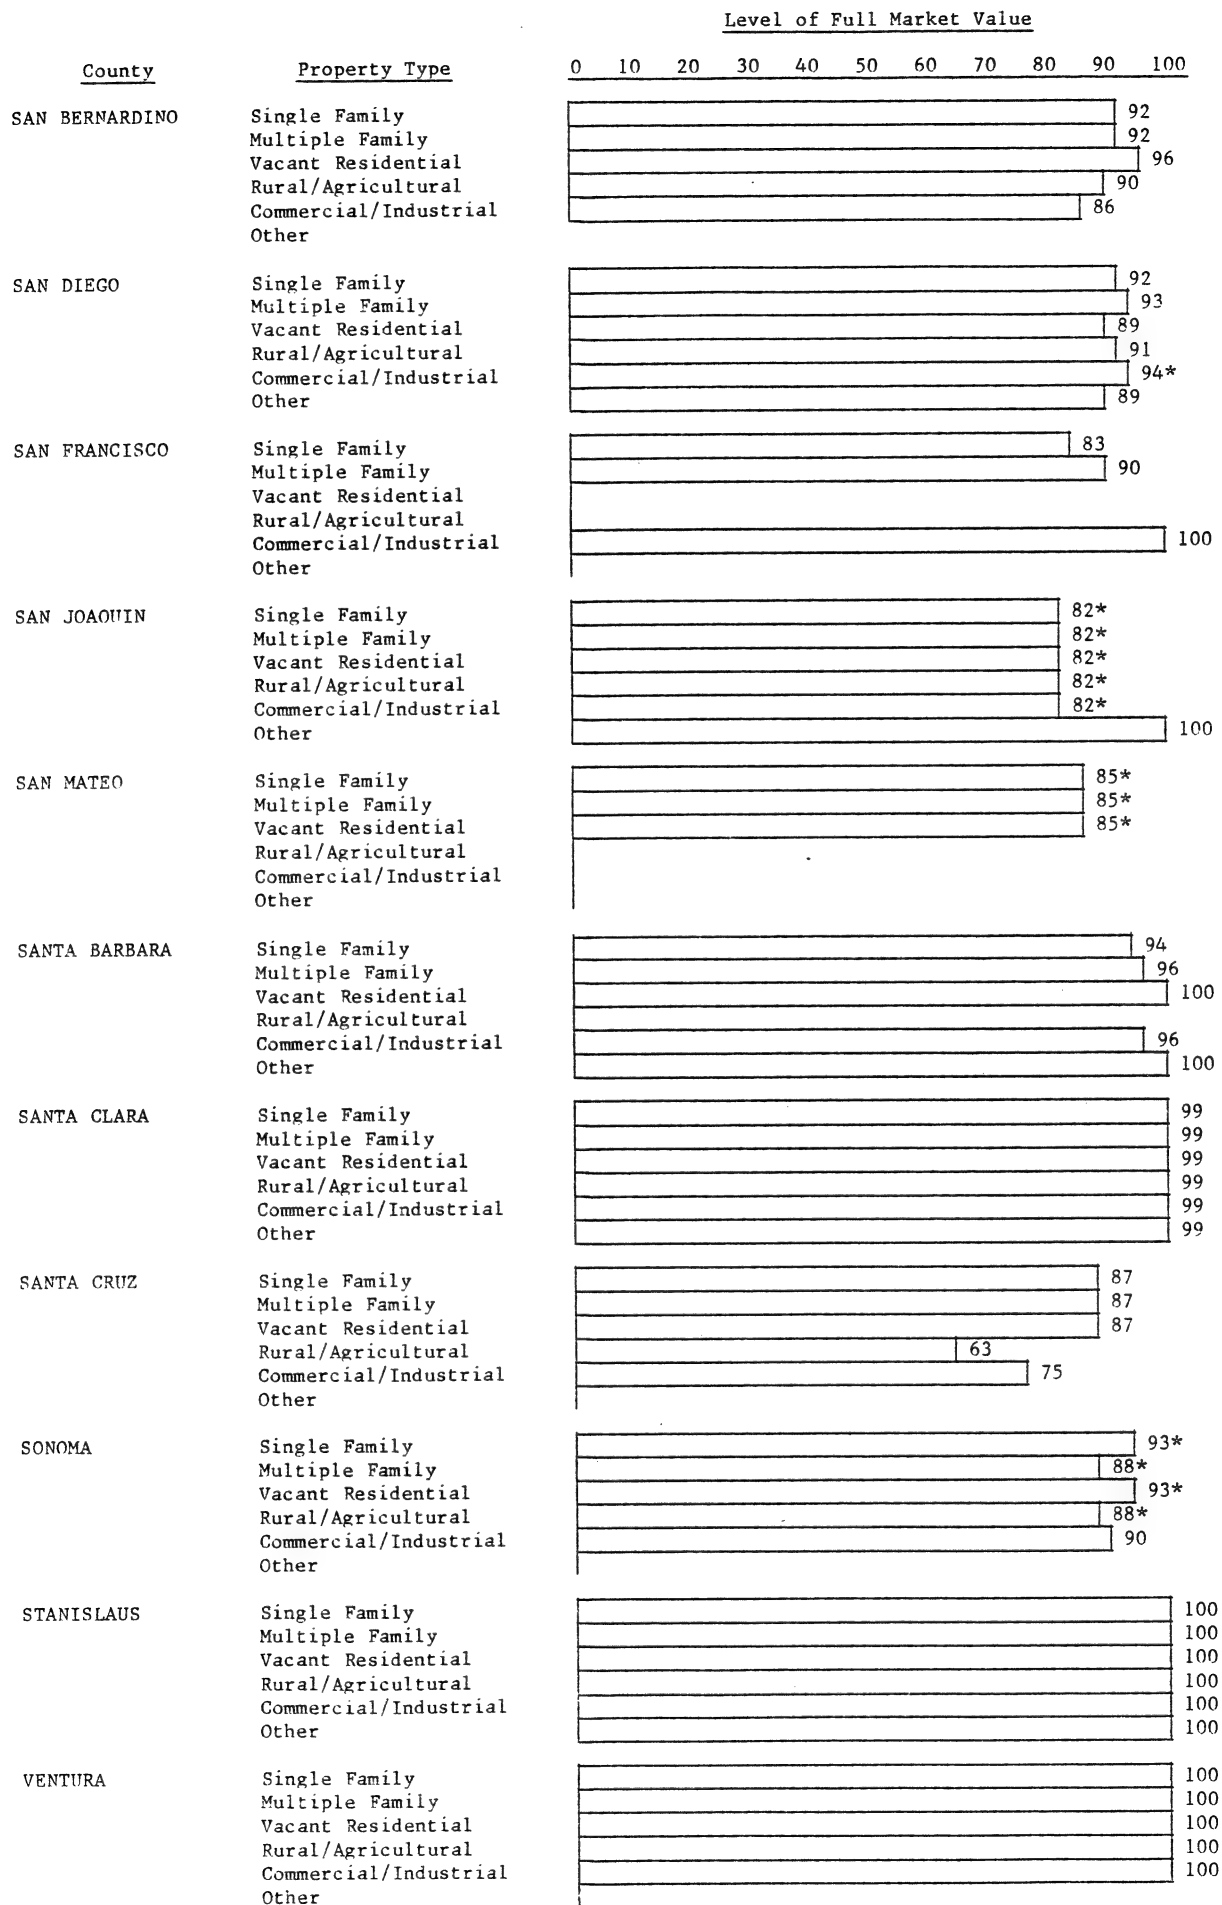 Level of Full Market Value
County Property Type 0 10 20 30 40 50 60 70 80 90 100
SAN BERNARDINO Single Family 92
Multiple Family 92
Vacant Residential 96
Rural/Agricultural 90
Commercial/Industrial 86
Other
SAN DIEGO Single Family 92
Multiple Family 93
Vacant Residential 89
Rural/Agricultural 91
Commercial/Industrial 94*
Other 89
SAN FRANCISCO Single Family 83
Multiple Family 90
Vacant Residential
Rural/Agricultural
Commercial/Industrial 100
Other
SAN JOAQUIN Single Family 82*
Multiple Family 82*
Vacant Residential 82*
Rural/Agricultural 82*
Commercial/Industrial 82*
Other 100
SAN MATEO Single Family 85*
Multiple Family 85*
Vacant Residential 85*
Rural/Agricultural
Commercial/Industrial
Other
SANTA BARBARA Single Family 94
Multiple Family 96
Vacant Residential 100
Rural/Agricultural
Commercial/Industrial 96
Other 100
SANTA CLARA Single Family 99
Multiple Family 99
Vacant Residential 99
Rural/Agricultural 99
Commercial/Industrial 99
Other 99
SANTA CRUZ Single Family 87
Multiple Family 87
Vacant Residential 87
Rural/Agricultural 63
Commercial/Industrial 75
Other
SONOMA Single Family 93*
Multiple Family 88*
Vacant Residential 93*
Rural/Agricultural 88*
Commercial/Industrial 90
Other
STANISLAUS Single Family 100
Multiple Family 100
Vacant Residential 100
Rural/Agricultural 100
Commercial/Industrial 100
Other 100
VENTURA Single Family 100
Multiple Family 100
Vacant Residential 100
Rural/Agricultural 100
Commercial/Industrial 100
Other